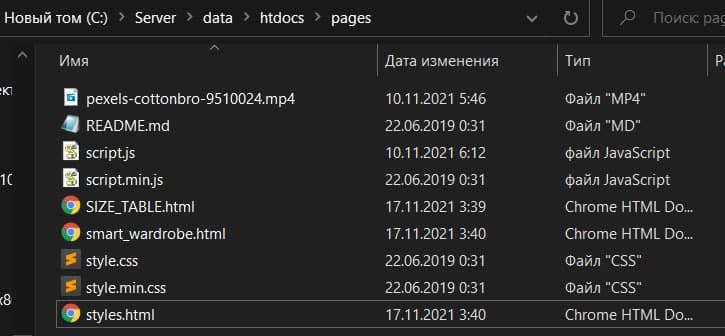 Новый том (C:) > Server > data > htdocs > pages
Поиск: pag
Имя Дата изменения Тип Ра
pexels-cottonbro-9510024.mp4 10.11.2021 5:46 Файл "MP4"
README.md 22.06.2019 0:31 Файл "MD"
script.js 10.11.2021 6:12 файл JavaScript
script.min.js 22.06.2019 0:31 файл JavaScript
SIZE_TABLE.html 17.11.2021 3:39 Chrome HTML Do...
smart_wardrobe.html 17.11.2021 3:40 Chrome HTML Do...
style.css 22.06.2019 0:31 Файл "CSS"
style.min.css 22.06.2019 0:31 Файл "CSS"
styles.html 17.11.2021 3:40 Chrome HTML Do...